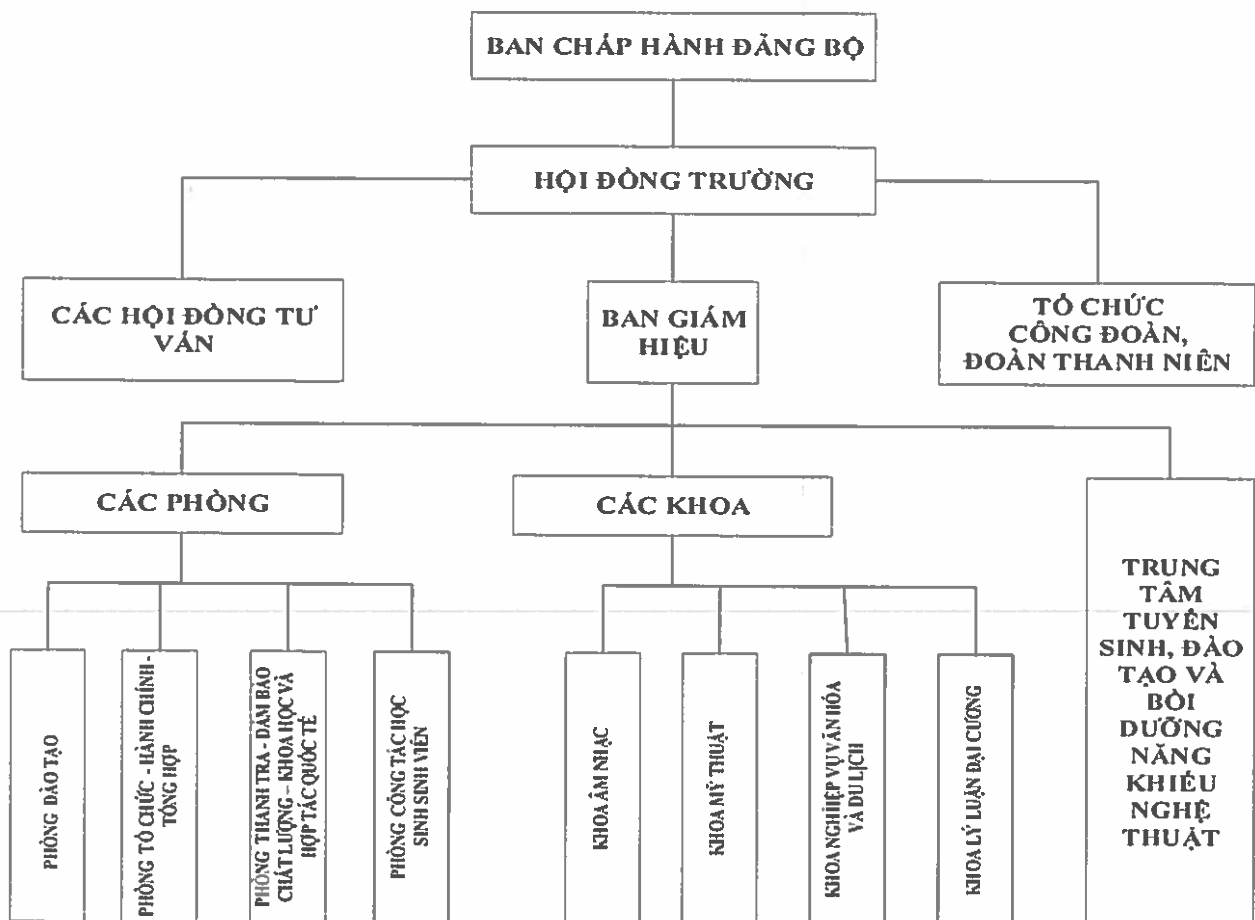 BAN CHẤP HÀNH ĐẢNG BỘ
HỘI ĐỒNG TRƯỜNG
CÁC HỘI ĐỒNG TƯ
VẤN
BAN GIÁM
HIỆU
TỔ CHỨC
CÔNG ĐOÀN,
ĐOÀN THANH NIÊN
CÁC PHÒNG
CÁC KHOA
TRUNG
TÂM
TUYỂN
SINH, ĐÀO
TẠO VÀ
BỒI
DƯỠNG
NĂNG
KHIẾU
NGHỆ
THUẬT
PHÒNG ĐÀO TẠO
PHÒNG TỔ CHỨC - HÀNH CHÍNH -
TỔNG HỢP
PHÒNG THANH TRA - ĐẢM BẢO
CHẤT LƯỢNG – KHOA HỌC VÀ
HỢP TÁC QUỐC TẾ
PHÒNG CÔNG TÁC HỌC
SINH SINH VIÊN
KHOA ÂM NHẠC
KHOA MỸ THUẬT
KHOA NGHIỆP VỤ VĂN HÓA
VÀ DU LỊCH
KHOA LÝ LUẬN ĐẠI CƯƠNG